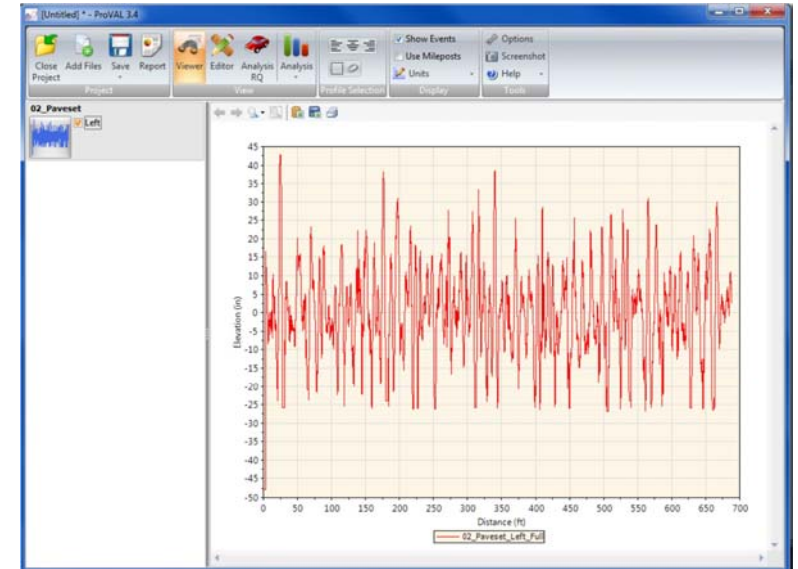 [Untitled] * - ProVAL 3.4
Close Project
Add Files
Save
Report
Viewer
Editor
Analysis RQ
Analysis
Show Events
Use Mileposts
Units
Options
Screenshot
Help
Project
View
Profile Selection
Display
Tools
02_Paveset
Left
45
40
35
30
25
20
15
10
5
0
-5
-10
-15
-20
-25
-30
-35
-40
-45
-50
Elevation (in)
0 50 100 150 200 250 300 350 400 450 500 550 600 650 700
Distance (ft)
02_Paveset_Left_Full